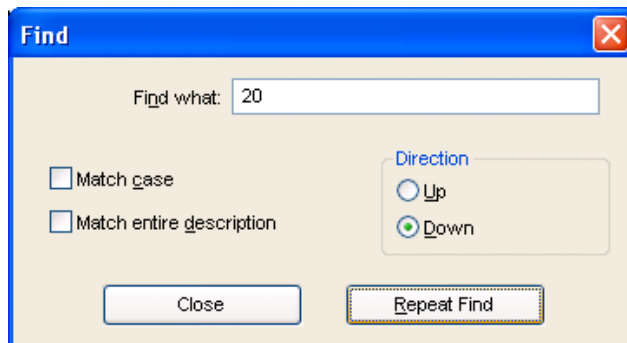 Find
Find what: 20
Direction
Match case
Up
Match entire description
Down
Close
Repeat Find